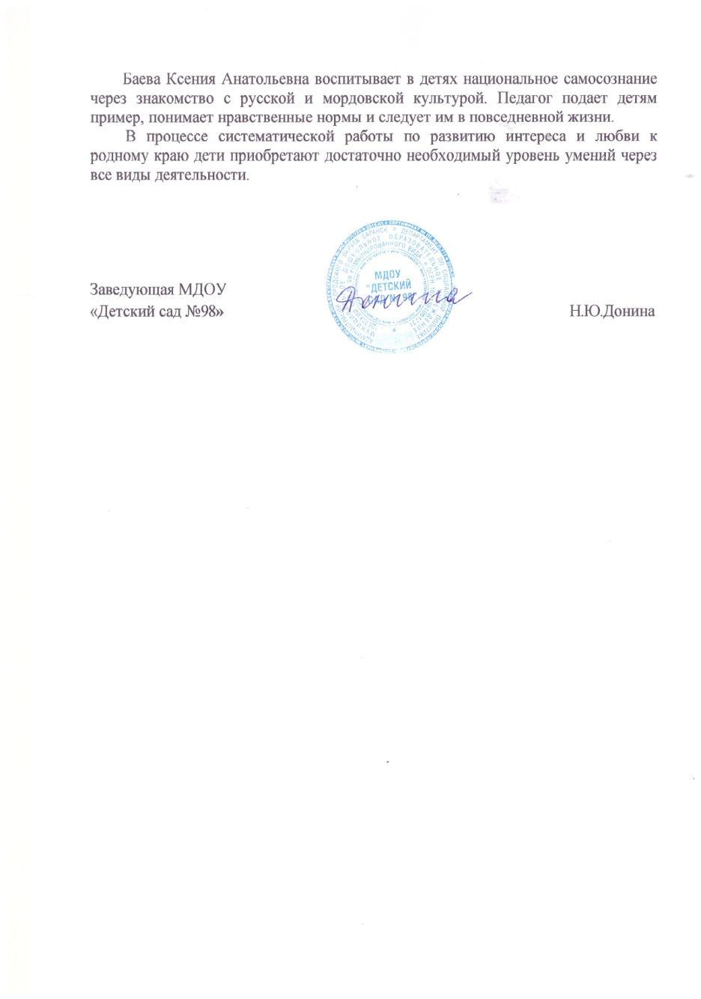 Баева Ксения Анатольевна воспитывает в детях национальное самосознание
через знакомство с русской и мордовской культурой. Педагог подает детям
пример, понимает нравственные нормы и следует им в повседневной жизни.
В процессе систематической работы по развитию интереса и любви к
родному краю дети приобретают достаточно необходимый уровень умений через
все виды деятельности.
МДОУ
"ДЕТСКИЙ
Заведующая МДОУ
«Детский сад №98»
Н.Ю.Донина